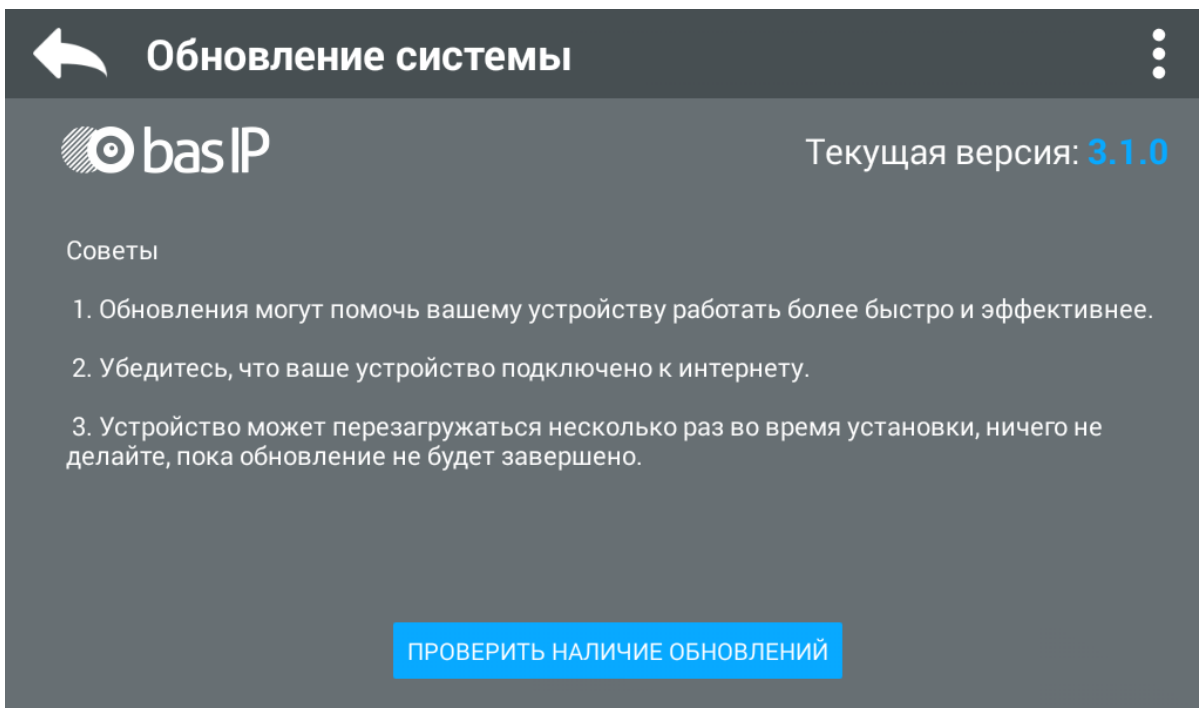 Обновление системы
bas IP
Текущая версия: 3.1.0
Советы
1. Обновления могут помочь вашему устройству работать более быстро и эффективнее.
2. Убедитесь, что ваше устройство подключено к интернету.
3. Устройство может перезагружаться несколько раз во время установки, ничего не
делайте, пока обновление не будет завершено.
ПРОВЕРИТЬ НАЛИЧИЕ ОБНОВЛЕНИЙ